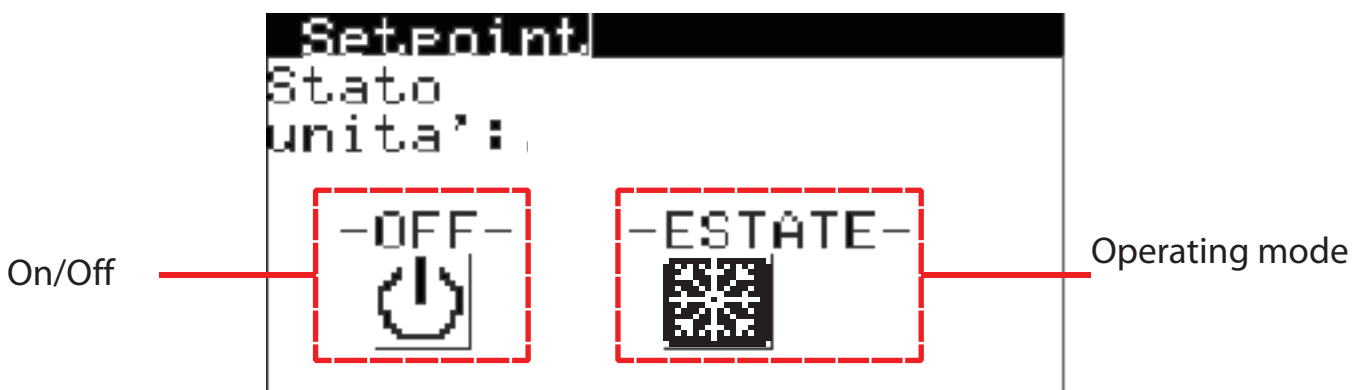 Setpoint
Stato
unita':
-OFF-
-ESTATE-
On/Off
Operating mode